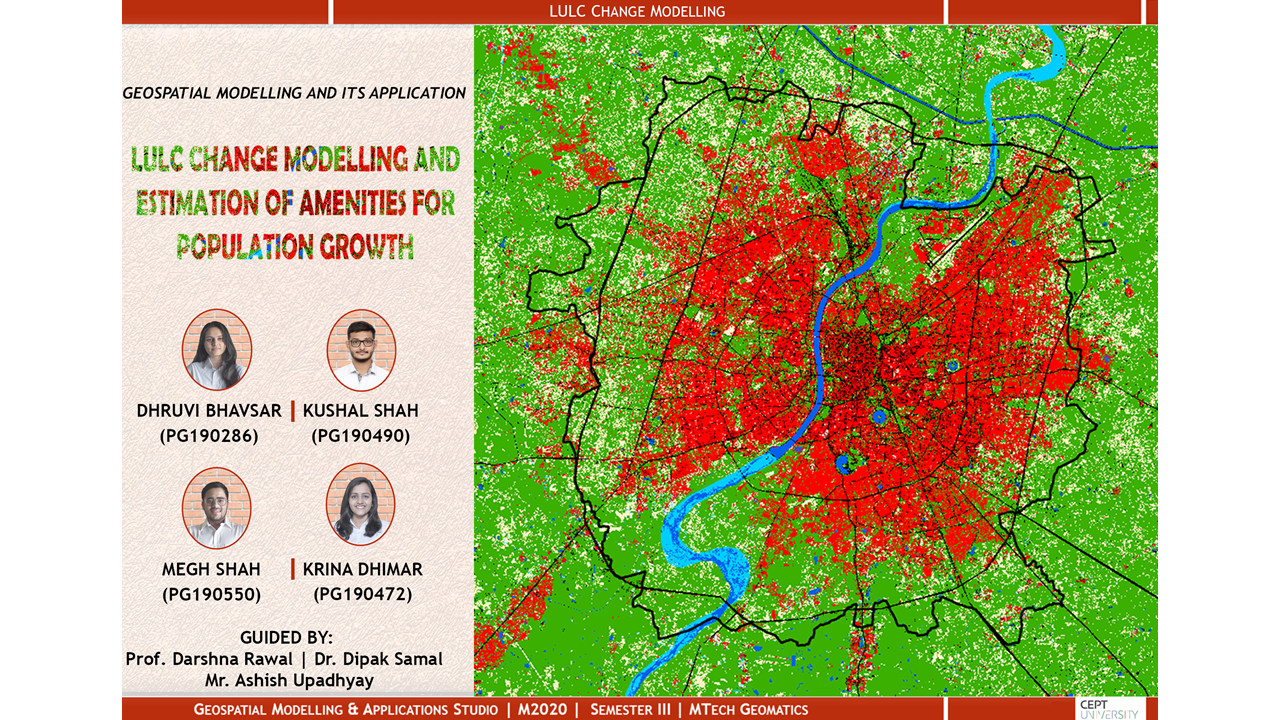 LULC CHANGE MODELLING
GEOSPATIAL MODELLING AND ITS APPLICATION
LULC CHANGE MODELLING AND
ESTIMATION OF AMENITIES FOR
POPULATION GROWTH
DHRUVI BHAVSAR | KUSHAL SHAH
(PG190286) (PG190490)
MEGH SHAH | KRINA DHIMAR
(PG190550) (PG190472)
GUIDED BY:
Prof. Darshna Rawal | Dr. Dipak Samal
Mr. Ashish Upadhyay
GEOSPATIAL MODELLING & APPLICATIONS STUDIO | M2020 | SEMESTER III | MTECH GEOMATICS
CEPT
UNIVERSITY